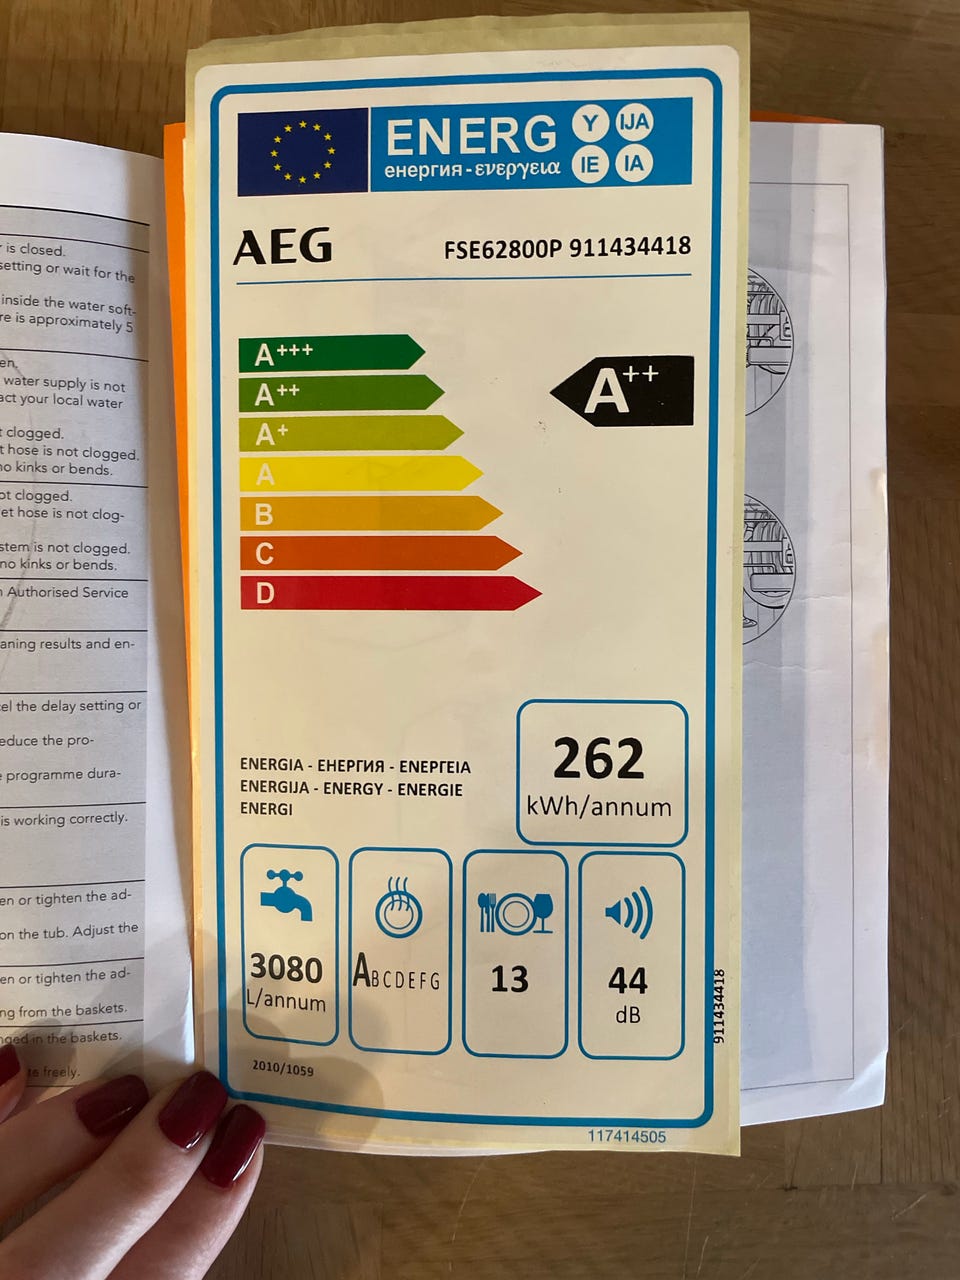 r is closed.
setting or wait for the
inside the water soft-
re is approximately 5
en.
water supply is not
act your local water
t clogged.
t hose is not clogged.
no kinks or bends.
ot clogged.
et hose is not clog-
stem is not clogged.
no kinks or bends.
n Authorised Service
aning results and en-
cel the delay setting or
educe the pro-
e programme dura-
is working correctly.
en or tighten the ad-
on the tub. Adjust the
en or tighten the ad-
ng from the baskets.
nged in the baskets.
te freely.
ENERG Y IJA
енергия - ενεργεια IE IA
AEG FSE62800P 911434418
A+++
A++
A+
A
B
C
D
A++
262
kWh/annum
ENERGIA - ЕНЕРГИЯ - ΕΝΕΡΓΕΙΑ
ENERGIJA - ENERGY - ENERGIE
ENERGI
3080
L/annum
ABCDEFG
13
44
dB
911434418
2010/1059
117414505